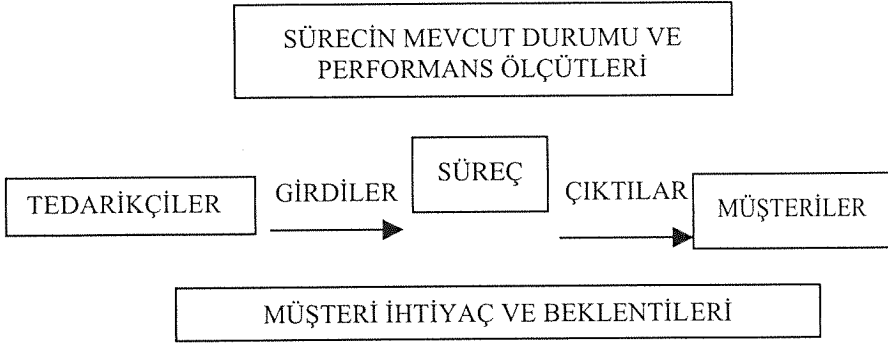 SÜRECİN MEVCUT DURUMU VE
PERFORMANS ÖLÇÜTLERİ
TEDARİKÇİLER
GİRDİLER
SÜREÇ
ÇIKTILAR
MÜŞTERİLER
MÜŞTERİ İHTİYAÇ VE BEKLENTİLERİ